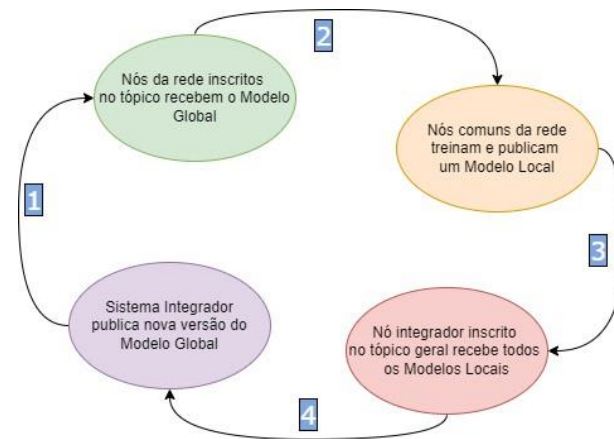 2
Nós da rede inscritos
no tópico recebem o Modelo
Global
Nós comuns da rede
treinam e publicam
um Modelo Local
1
3
Sistema Integrador
publica nova versão do
Modelo Global
Nó integrador inscrito
no tópico geral recebe todos
os Modelos Locais
4